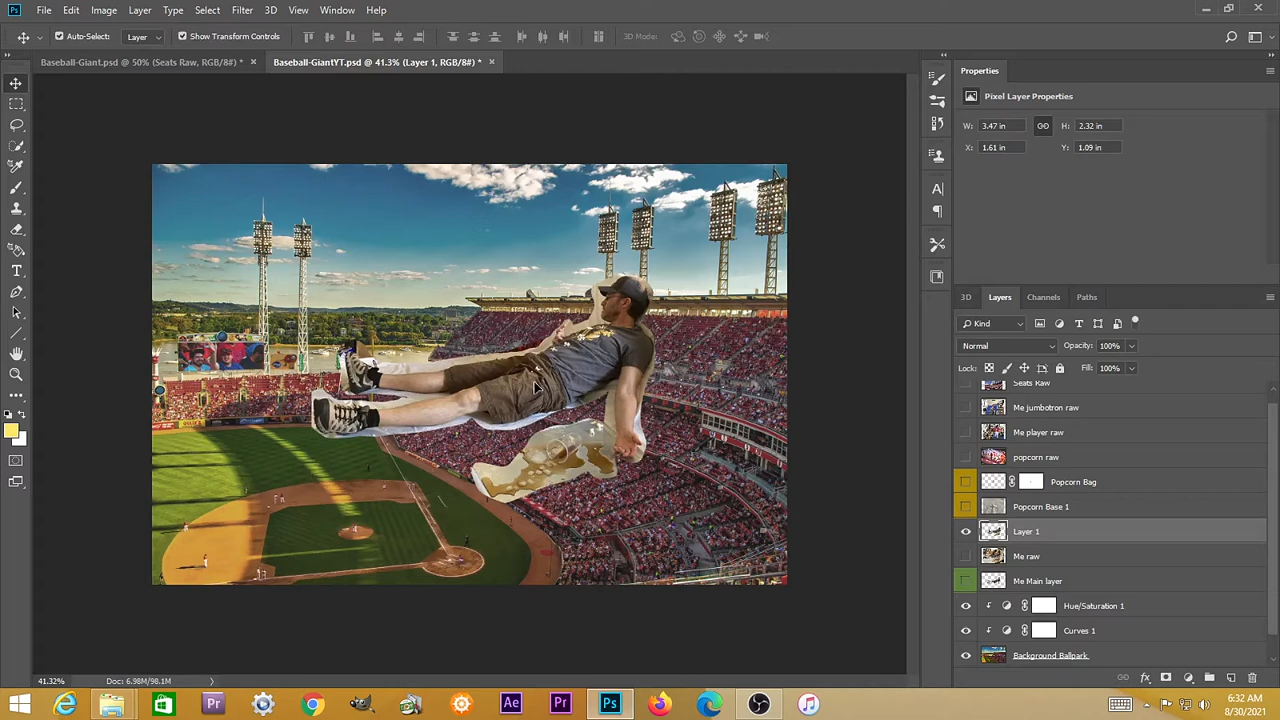 Ps File Edit Image Layer Type Select Filter 3D View Window Help
Auto-Select: Layer Show Transform Controls 3D Mode:
Baseball-Giant.psd @ 50% (Seats Raw, RGB/8#) * × Baseball-GiantYT.psd @ 41.3% (Layer 1, RGB/8#) * ×
Properties
Pixel Layer Properties
W: 3.47 in H: 2.32 in
X: 1.61 in Y: 1.09 in
3D Layers Channels Paths
Kind
Normal Opacity: 100%
Lock: Fill: 100%
Seats Raw
Me jumbotron raw
Me player raw
popcorn raw
Popcorn Bag
Popcorn Base 1
Layer 1
Me raw
Me Main layer
Hue/Saturation 1
Curves 1
Background Ballpark
41.32% Doc: 6.98M/98.1M
Pr Ae Pr Ps
6:32 AM
8/30/2021